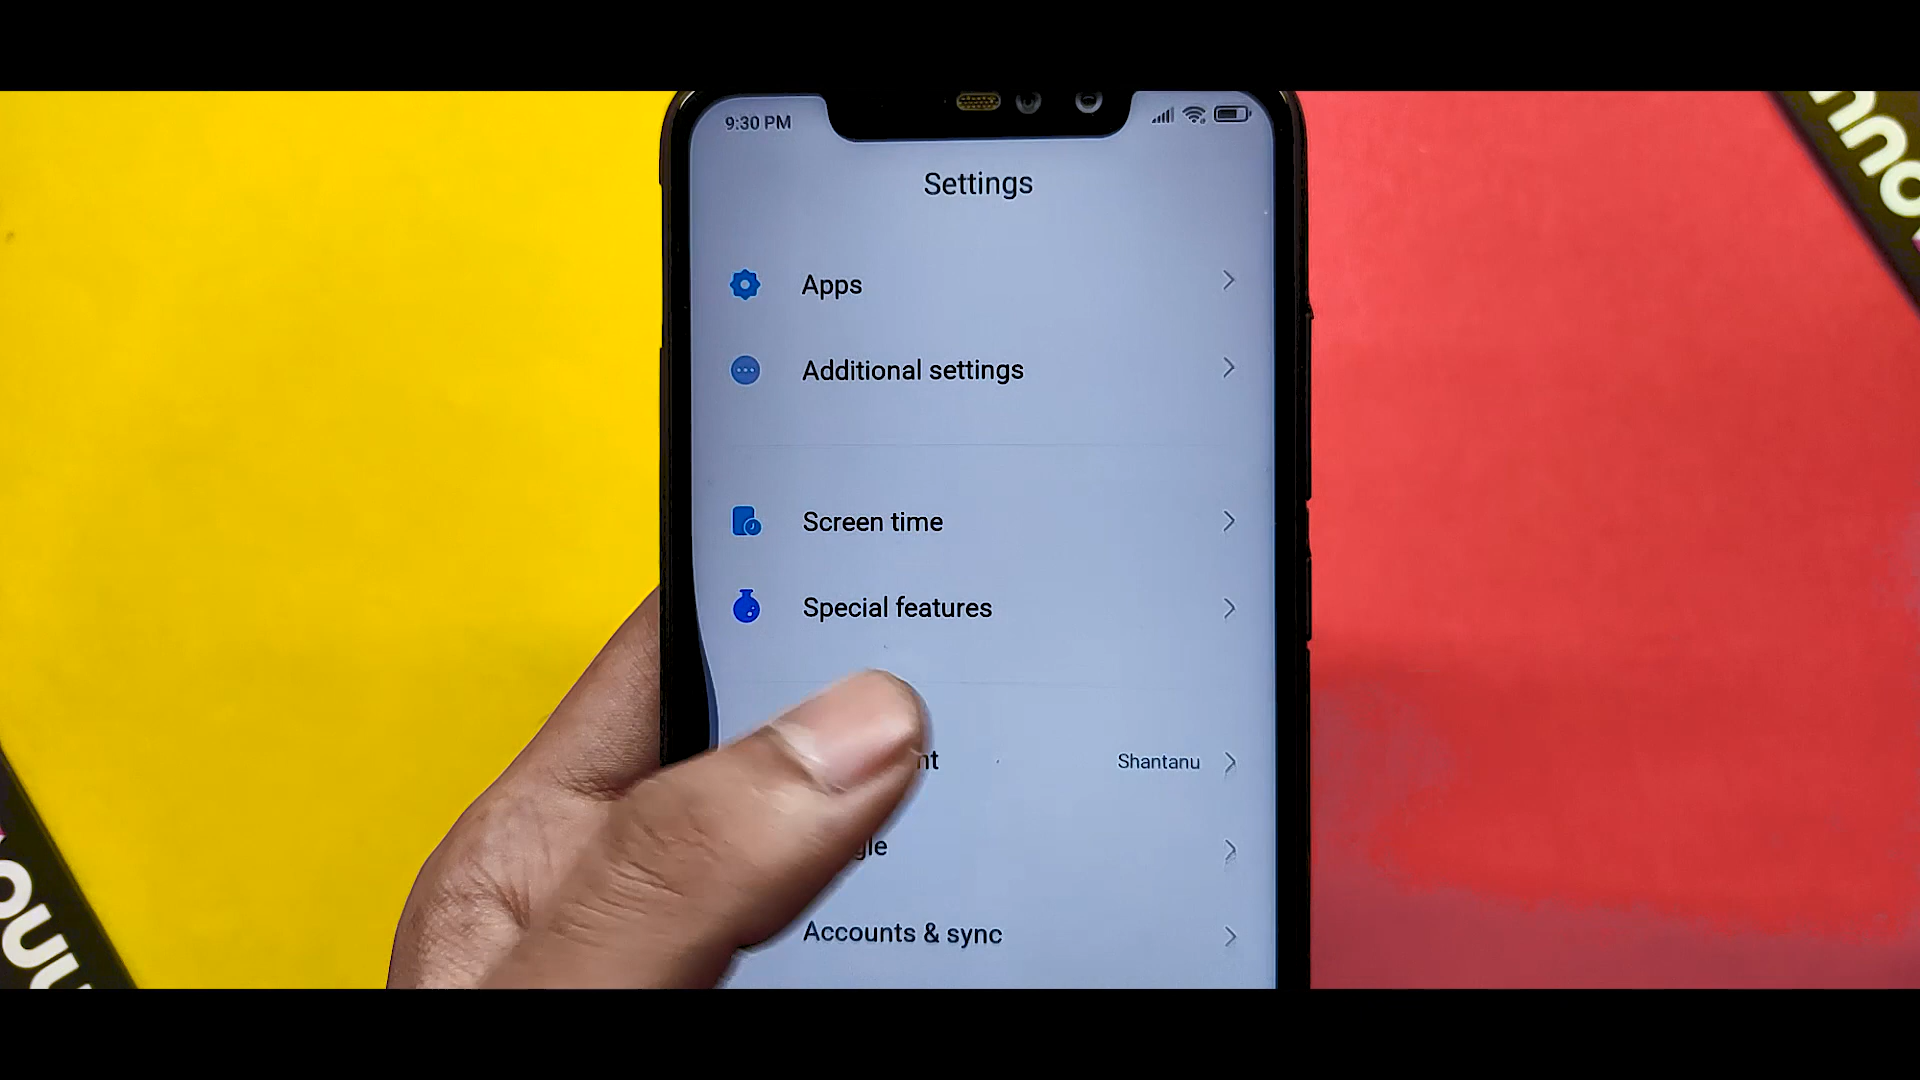 9:30 PM
Settings
Apps
Additional settings
Screen time
Special features
Shantanu
Accounts & sync